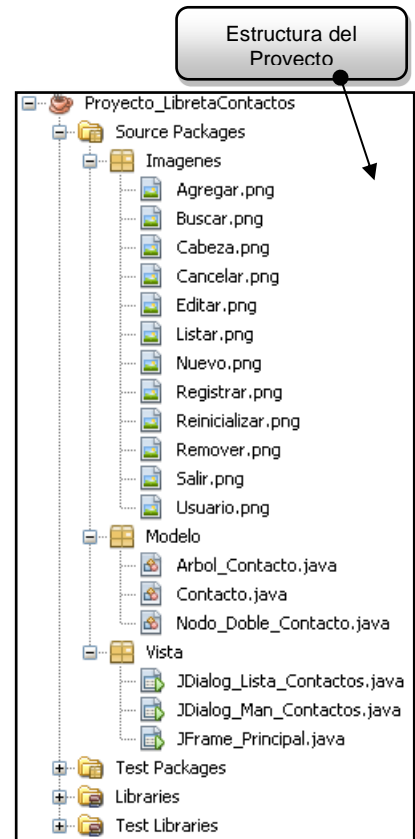 Estructura del
Proyecto
Proyecto_LibretaContactos
Source Packages
Imagenes
Agregar.png
Buscar.png
Cabeza.png
Cancelar.png
Editar.png
Listar.png
Nuevo.png
Registrar.png
Reinicializar.png
Remover.png
Salir.png
Usuario.png
Modelo
Arbol_Contacto.java
Contacto.java
Nodo_Doble_Contacto.java
Vista
JDialog_Lista_Contactos.java
JDialog_Man_Contactos.java
JFrame_Principal.java
Test Packages
Libraries
Test Libraries